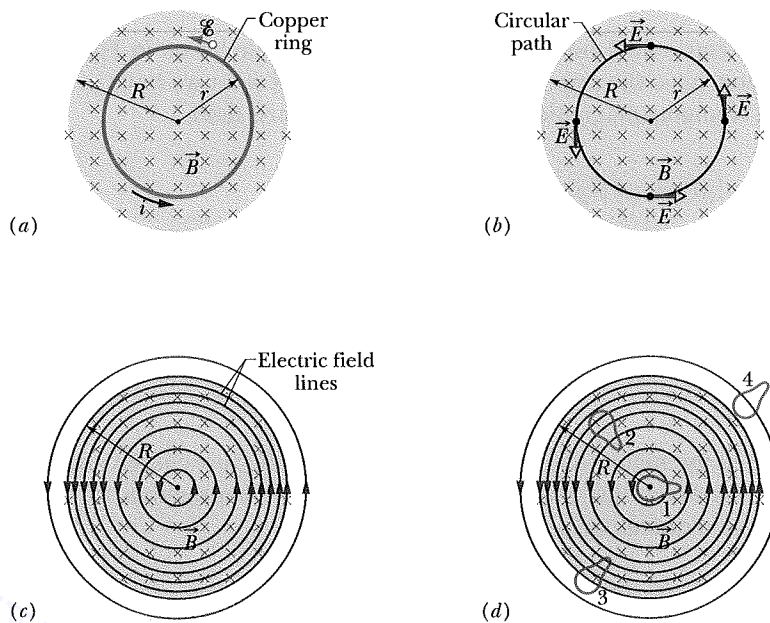 Copper
ring
ℰ
R
r
B⃗
i
(a)
Circular
path
E⃗
R
r
E⃗
E⃗
B⃗
E⃗
(b)
Electric field
lines
R
B⃗
(c)
4
2
R
1
B⃗
3
(d)